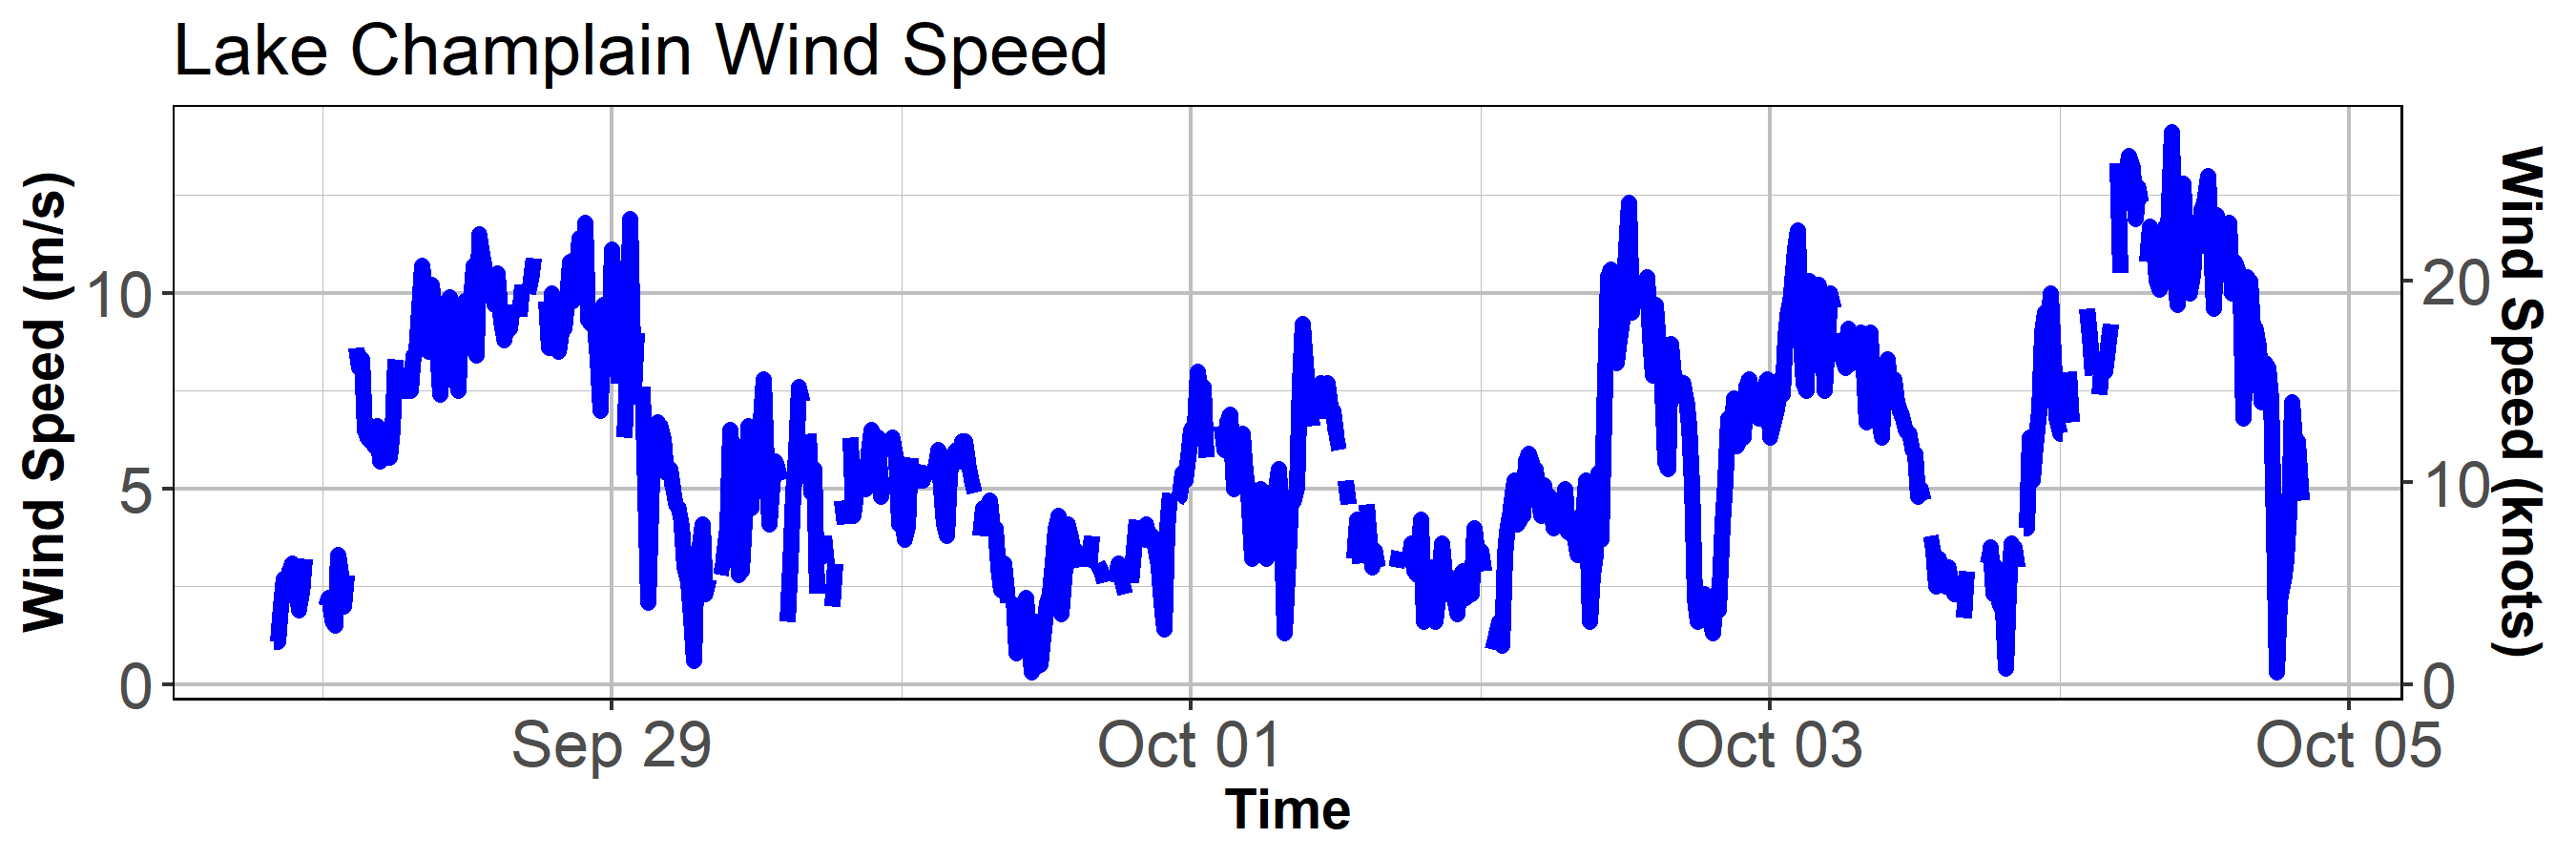 Lake Champlain Wind Speed
Wind Speed (m/s)
10
5
0
20
10
0
Wind Speed (knots)
Sep 29
Oct 01
Oct 03
Oct 05
Time